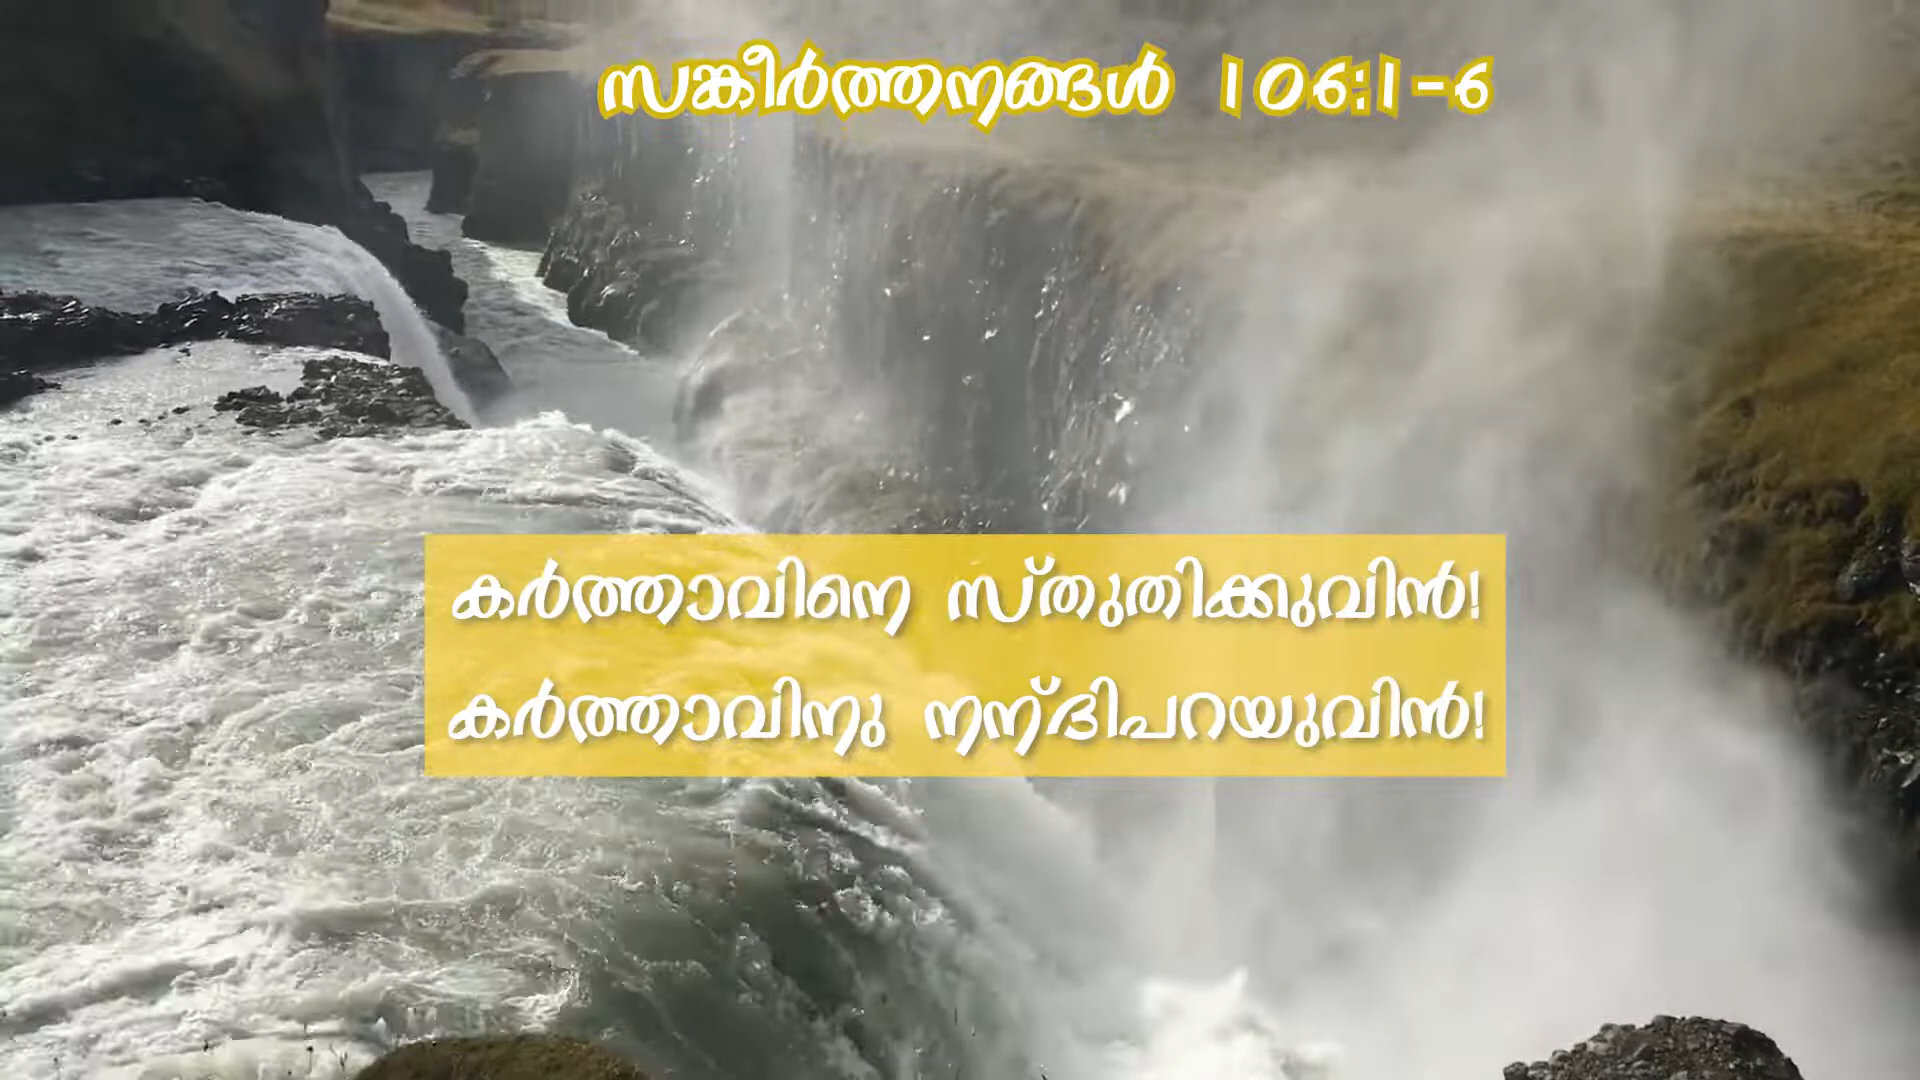 സങ്കീർത്തനങ്ങൾ 106:1-6
കർത്താവിനെ സ്തുതിക്കുവിൻ!
കർത്താവിനു നന്ദിപറയുവിൻ!